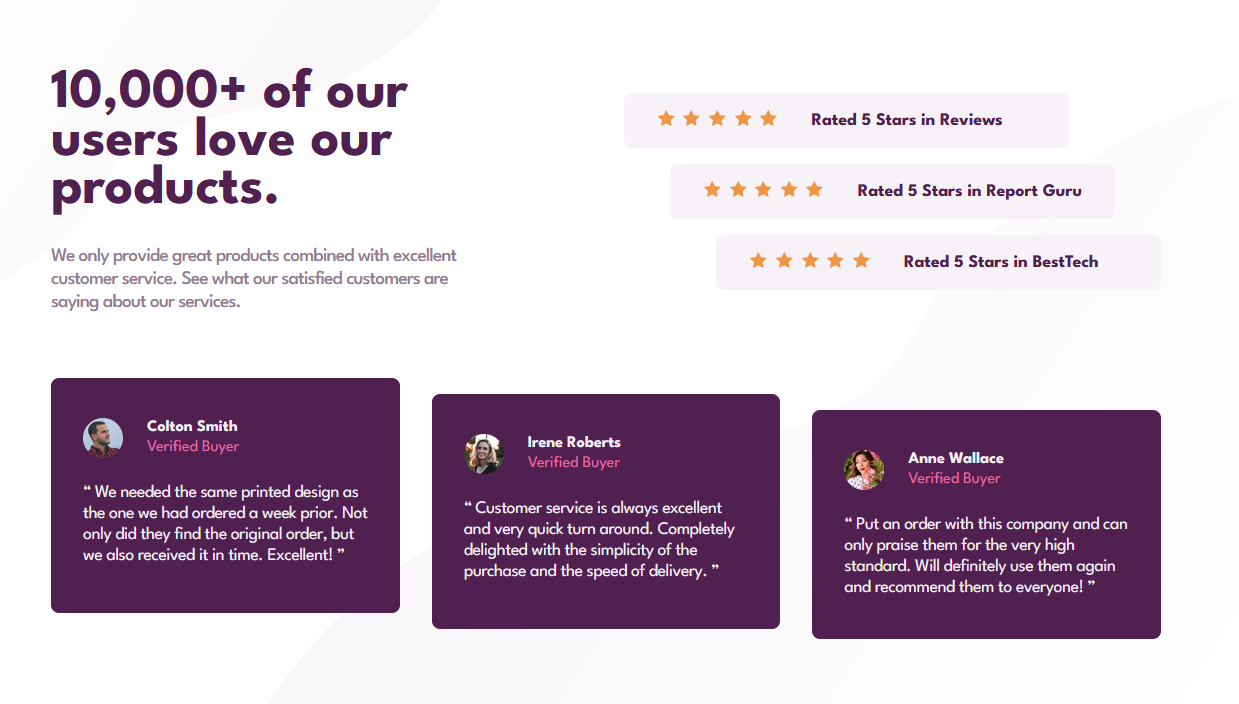 10,000+ of our
users love our
products.
We only provide great products combined with excellent
customer service. See what our satisfied customers are
saying about our services.
Rated 5 Stars in Reviews
Rated 5 Stars in Report Guru
Rated 5 Stars in BestTech
Colton Smith
Verified Buyer
“ We needed the same printed design as
the one we had ordered a week prior. Not
only did they find the original order, but
we also received it in time. Excellent! ”
Irene Roberts
Verified Buyer
“ Customer service is always excellent
and very quick turn around. Completely
delighted with the simplicity of the
purchase and the speed of delivery. ”
Anne Wallace
Verified Buyer
“ Put an order with this company and can
only praise them for the very high
standard. Will definitely use them again
and recommend them to everyone! ”